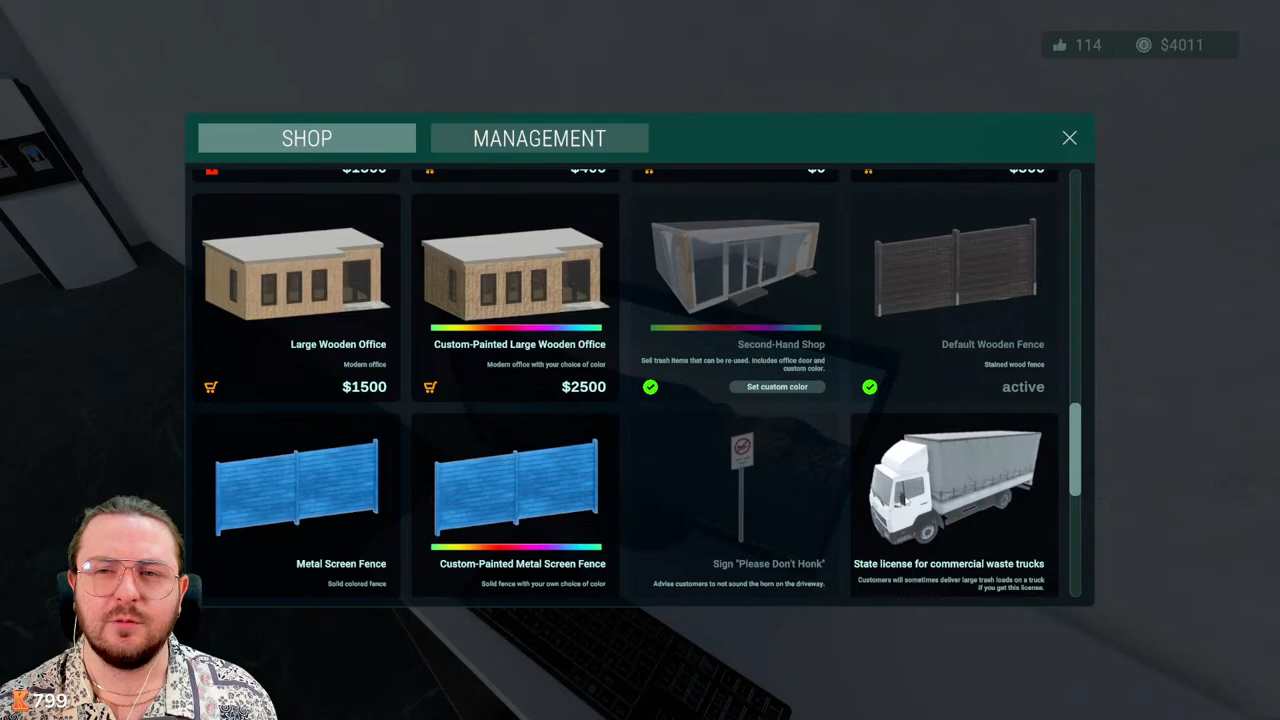 114 $4011
SHOP MANAGEMENT
Large Wooden Office
Modern office
$1500
Custom-Painted Large Wooden Office
Modern office with your choice of color
$2500
Second-Hand Shop
Sell trash items that can be re-used. Includes office door and
custom color.
Set custom color
Default Wooden Fence
Stained wood fence
active
Metal Screen Fence
Solid colored fence
Custom-Painted Metal Screen Fence
Solid fence with your own choice of color
Sign "Please Don't Honk"
Advise customers to not sound the horn on the driveway.
State license for commercial waste trucks
Customers will sometimes deliver large trash loads on a truck
if you get this license.
799